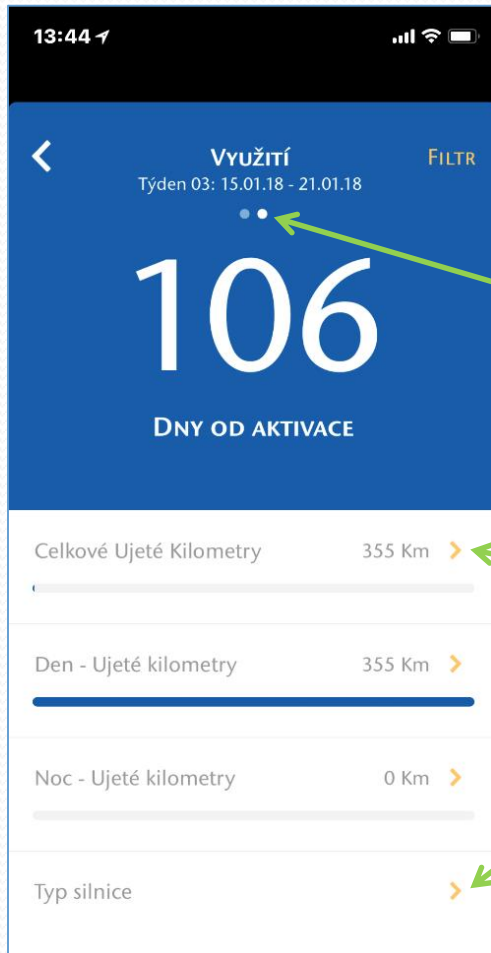 13:44
Využití
Filtr
Týden 03: 15.01.18 - 21.01.18
106
Dny od aktivace
Celkové Ujeté Kilometry 355 Km
Den - Ujeté kilometry 355 Km
Noc - Ujeté kilometry 0 Km
Typ silnice